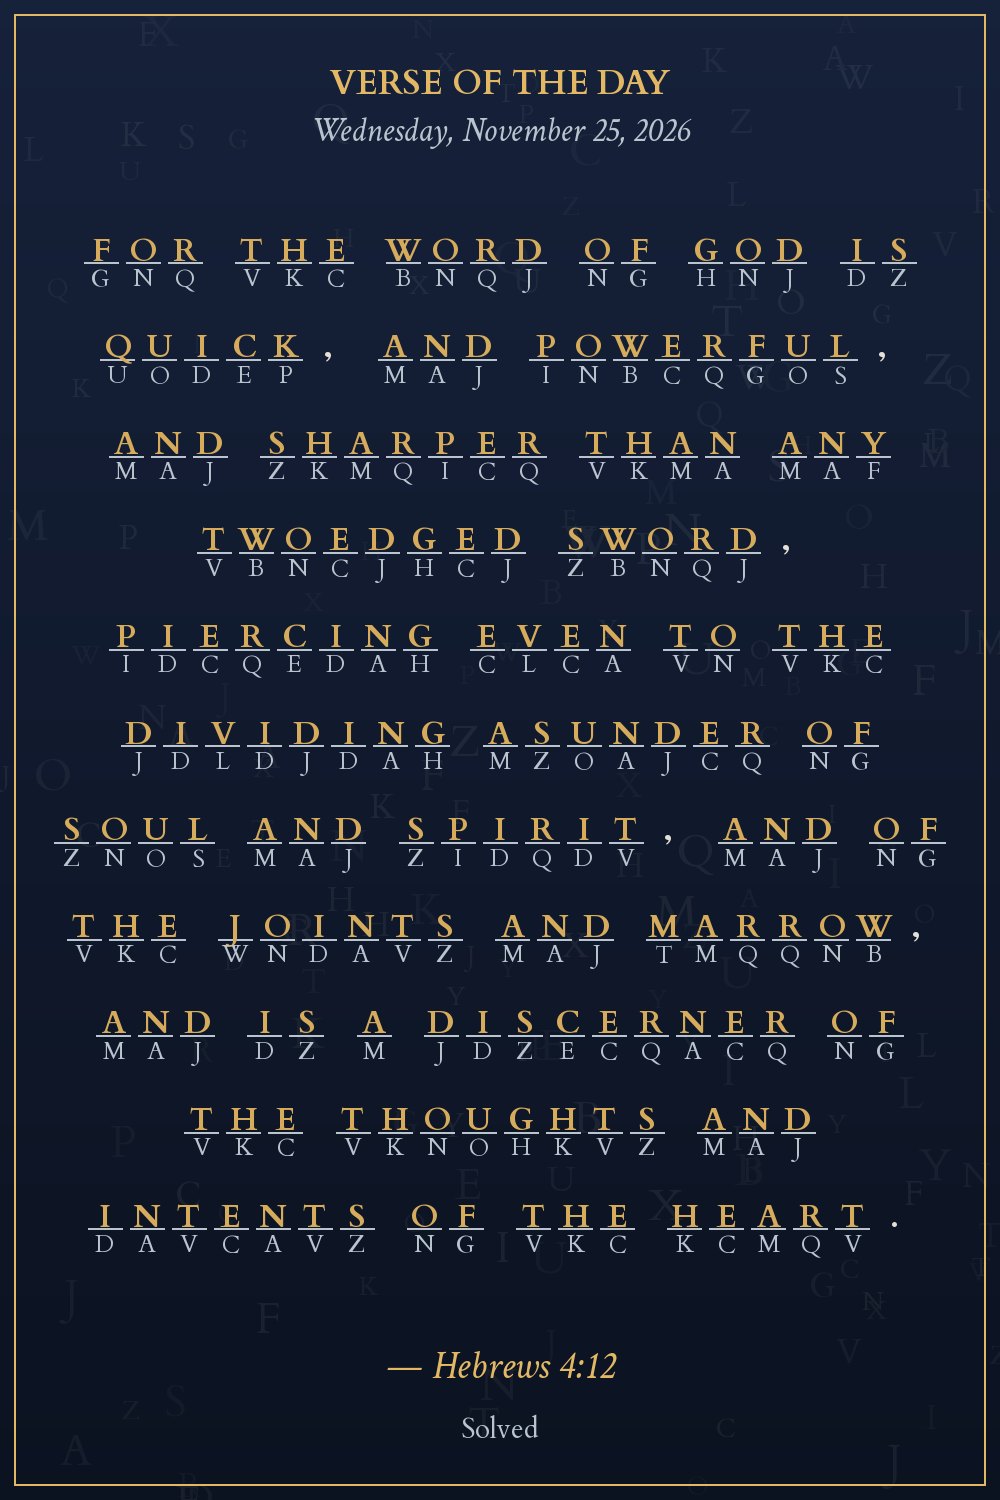 VERSE OF THE DAY
Wednesday, November 25, 2026
FOR THE WORD OF GOD IS
GNQ VKC BNQJ NG HNJ DZ
QUICK, AND POWERFUL,
UODEP MAJ INBCQGOS
AND SHARPER THAN ANY
MAJ ZKMQICQ VKMA MAF
TWOEDGED SWORD,
VBNCJHCJ ZBNQJ
PIERCING EVEN TO THE
IDCQEDAH CLCA VN VKC
DIVIDING ASUNDER OF
JDLDJDAH MZOAJCQ NG
SOUL AND SPIRIT, AND OF
ZNOS MAJ ZIDQDV MAJ NG
THE JOINTS AND MARROW,
VKC WNDAVZ MAJ TMQQNB
AND IS A DISCERNER OF
MAJ DZ M JDZECQACQ NG
THE THOUGHTS AND
VKC VKNOHKVZ MAJ
INTENTS OF THE HEART.
DAVCAVZ NG VKC KCMQV
— Hebrews 4:12
Solved